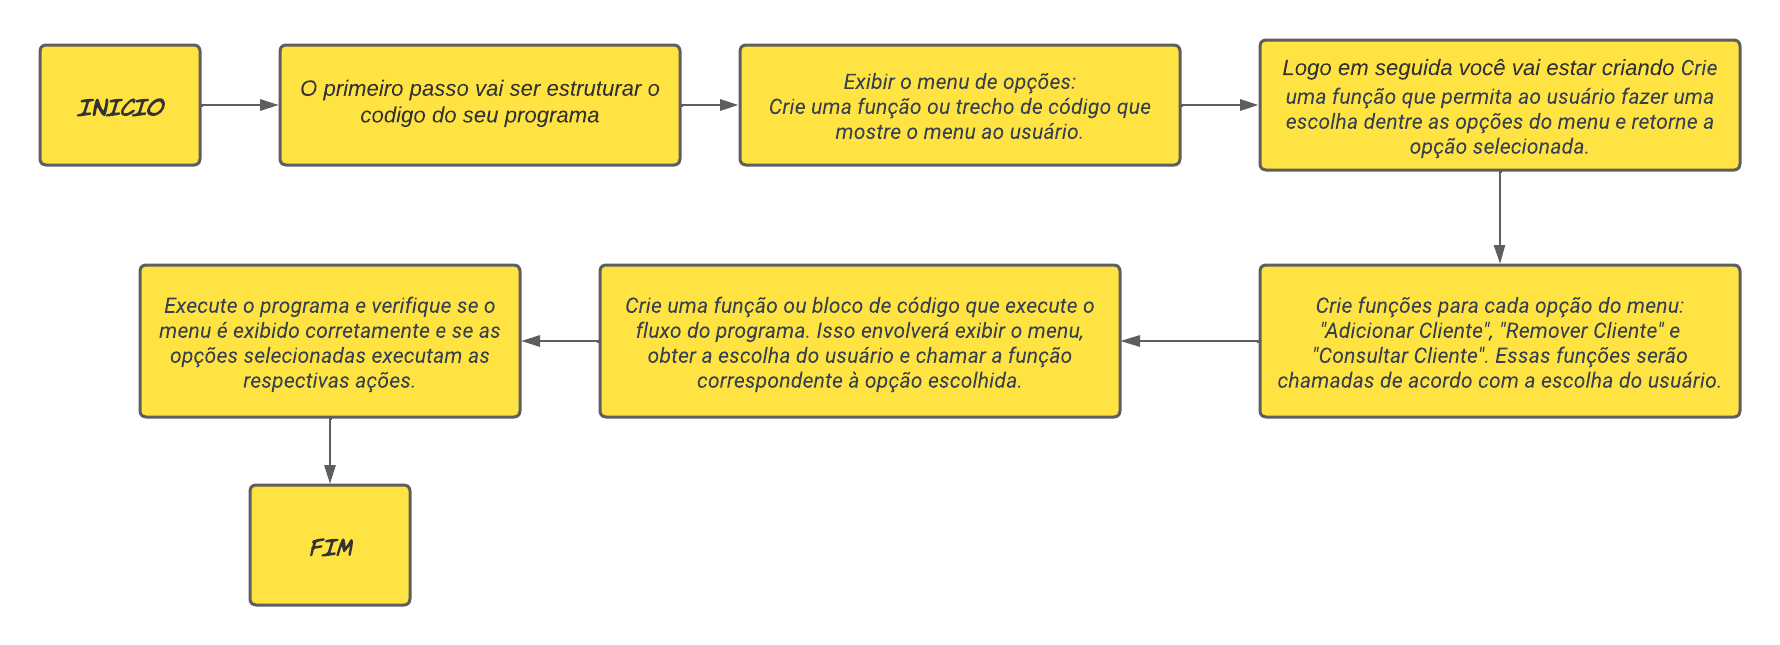 INICIO
O primeiro passo vai ser estruturar o
codigo do seu programa
Exibir o menu de opções:
Crie uma função ou trecho de código que
mostre o menu ao usuário.
Logo em seguida você vai estar criando Crie
uma função que permita ao usuário fazer uma
escolha dentre as opções do menu e retorne a
opção selecionada.
Crie funções para cada opção do menu:
"Adicionar Cliente", "Remover Cliente" e
"Consultar Cliente". Essas funções serão
chamadas de acordo com a escolha do usuário.
Crie uma função ou bloco de código que execute o
fluxo do programa. Isso envolverá exibir o menu,
obter a escolha do usuário e chamar a função
correspondente à opção escolhida.
Execute o programa e verifique se o
menu é exibido corretamente e se as
opções selecionadas executam as
respectivas ações.
FIM